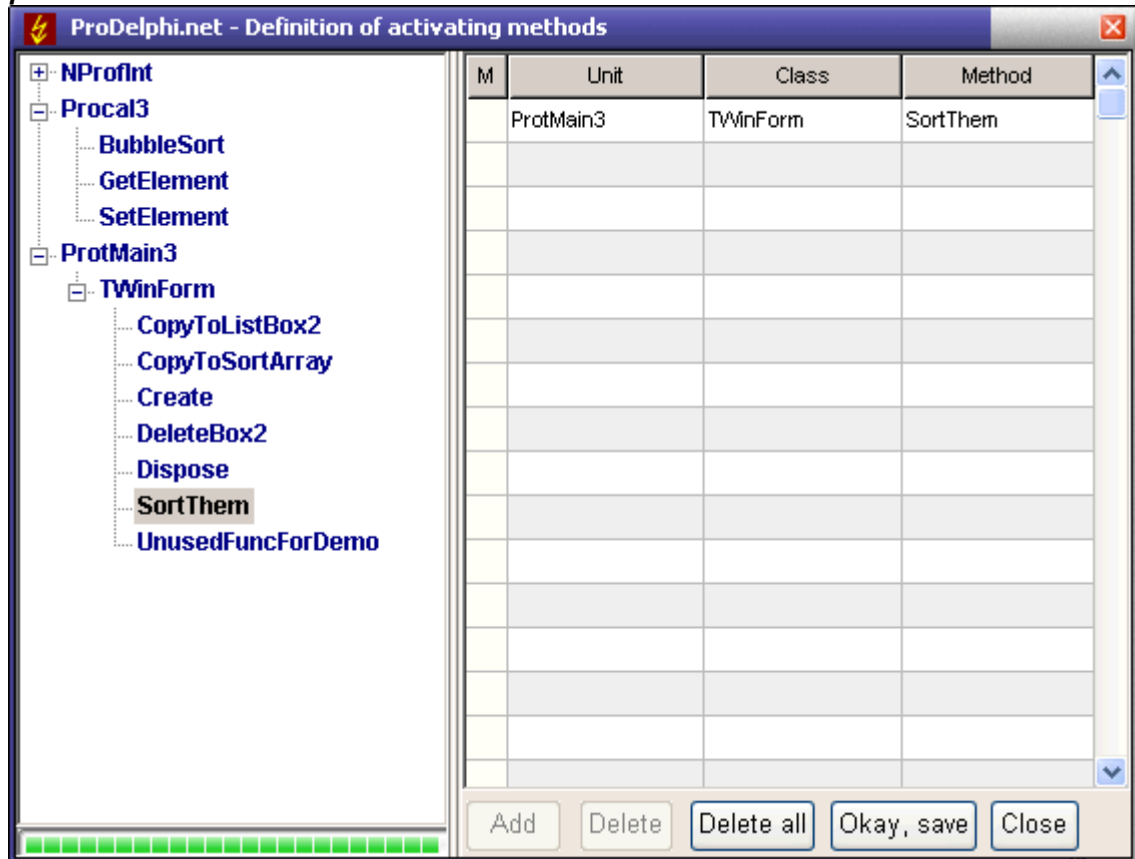 ProDelphi.net - Definition of activating methods
NProfInt
Procal3
BubbleSort
GetElement
SetElement
ProtMain3
TWinForm
CopyToListBox2
CopyToSortArray
Create
DeleteBox2
Dispose
SortThem
UnusedFuncForDemo
M Unit Class Method
ProtMain3 TWinForm SortThem
Add Delete Delete all Okay, save Close